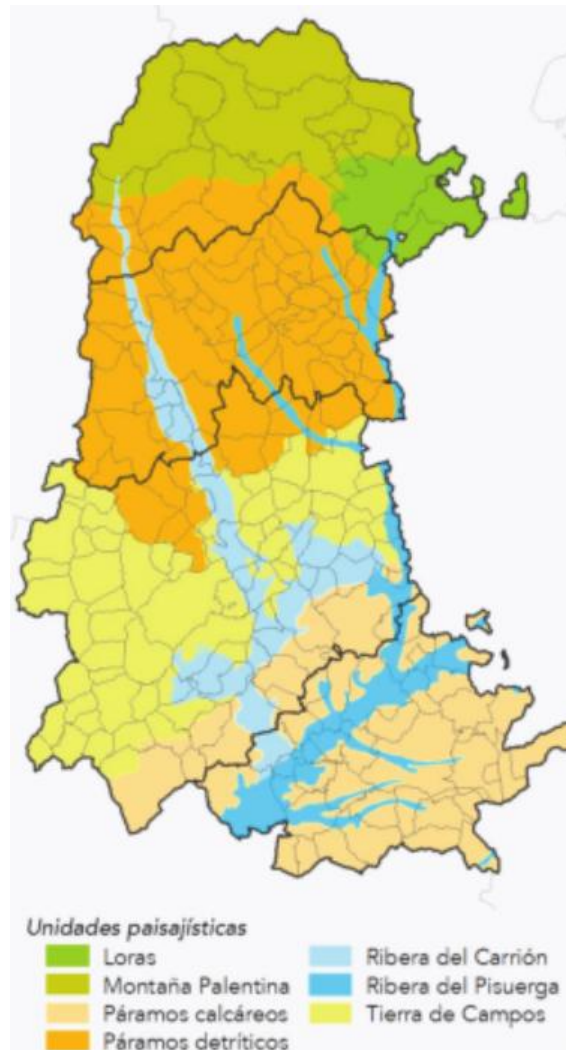 Unidades paisajísticas
Loras
Montaña Palentina
Páramos calcáreos
Páramos detríticos
Ribera del Carrión
Ribera del Pisuerga
Tierra de Campos